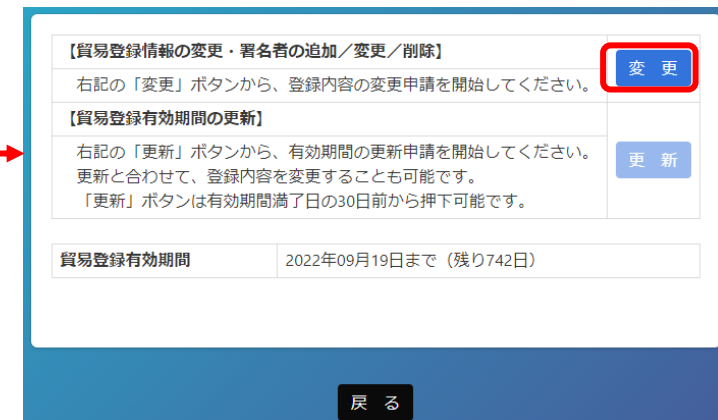 【貿易登録情報の変更・署名者の追加／変更／削除】
右記の「変更」ボタンから、登録内容の変更申請を開始してください。
変　更
【貿易登録有効期間の更新】
右記の「更新」ボタンから、有効期間の更新申請を開始してください。
更新と合わせて、登録内容を変更することも可能です。
「更新」ボタンは有効期間満了日の30日前から押下可能です。
更　新
貿易登録有効期間　2022年09月19日まで（残り742日）
戻　る